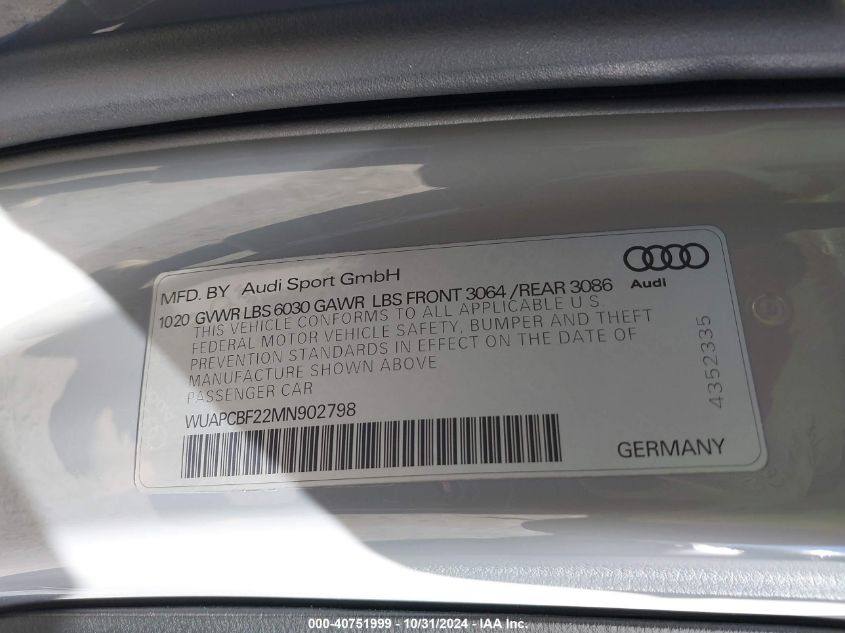 MFD. BY Audi Sport GmbH
Audi
10 20 GVWR LBS 6030 GAWR LBS FRONT 3064 /REAR 3086
THIS VEHICLE CONFORMS TO ALL APPLICABLE U.S.
FEDERAL MOTOR VEHICLE SAFETY, BUMPER AND THEFT
PREVENTION STANDARDS IN EFFECT ON THE DATE OF
MANUFACTURE SHOWN ABOVE
PASSENGER CAR
4352335
WUAPCBF22MN902798
GERMANY
000-40751999 - 10/31/2024 - IAA Inc.